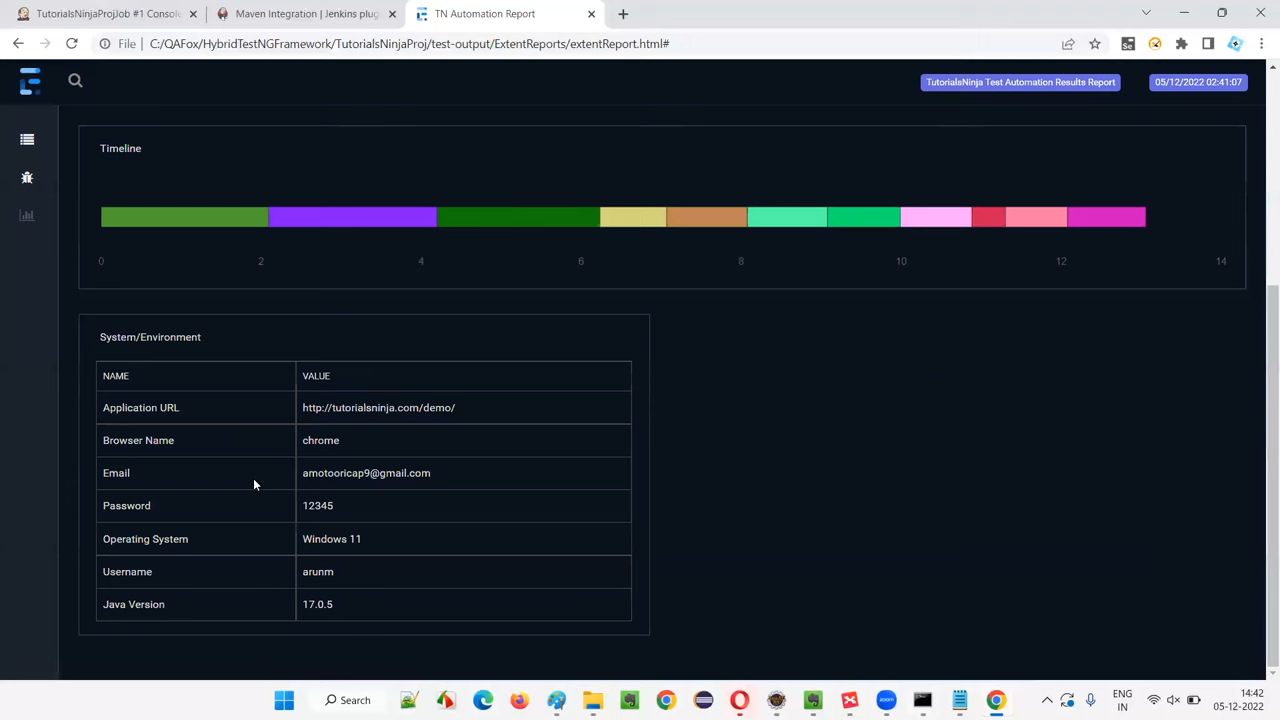 TutorialsNinjaProjJob #1 Consol
Maven Integration | Jenkins plug
TN Automation Report
File
C:/QAFox/HybridTestNGFramework/TutorialsNinjaProj/test-output/ExtentReports/extentReport.html#
TutorialsNinja Test Automation Results Report
05/12/2022 02:41:07
Timeline
0 2 4 6 8 10 12 14
System/Environment
NAME VALUE
Application URL http://tutorialsninja.com/demo/
Browser Name chrome
Email amotooricap9@gmail.com
Password 12345
Operating System Windows 11
Username arunm
Java Version 17.0.5
Search
ENG
IN
14:42
05-12-2022